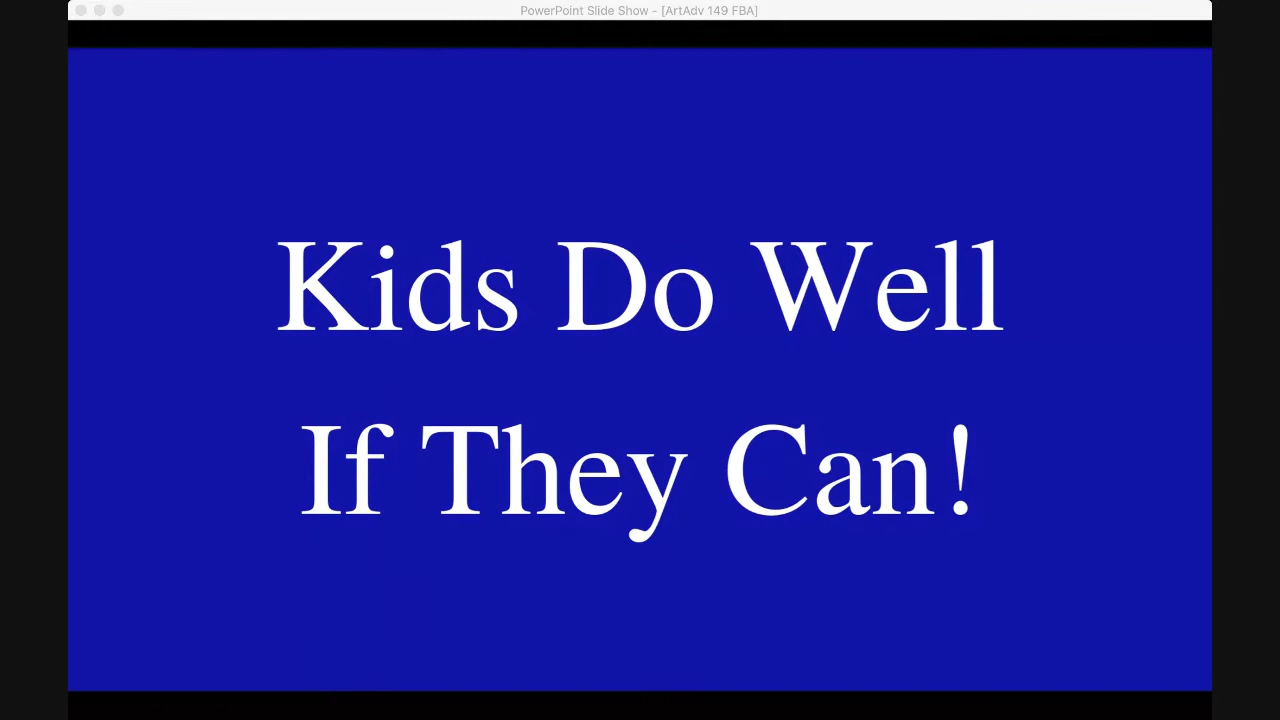 PowerPoint Slide Show - [ArtAdv 149 FBA]
Kids Do Well
If They Can!